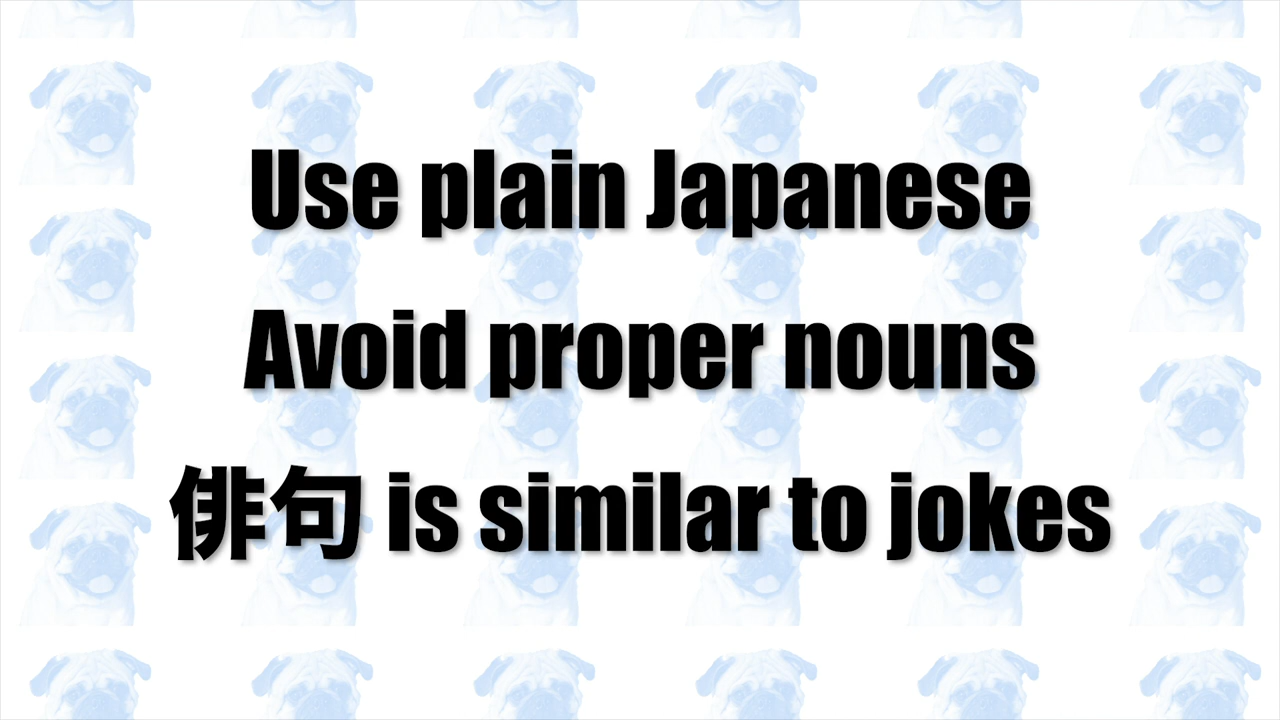 Use plain Japanese
Avoid proper nouns
俳句 is similar to jokes